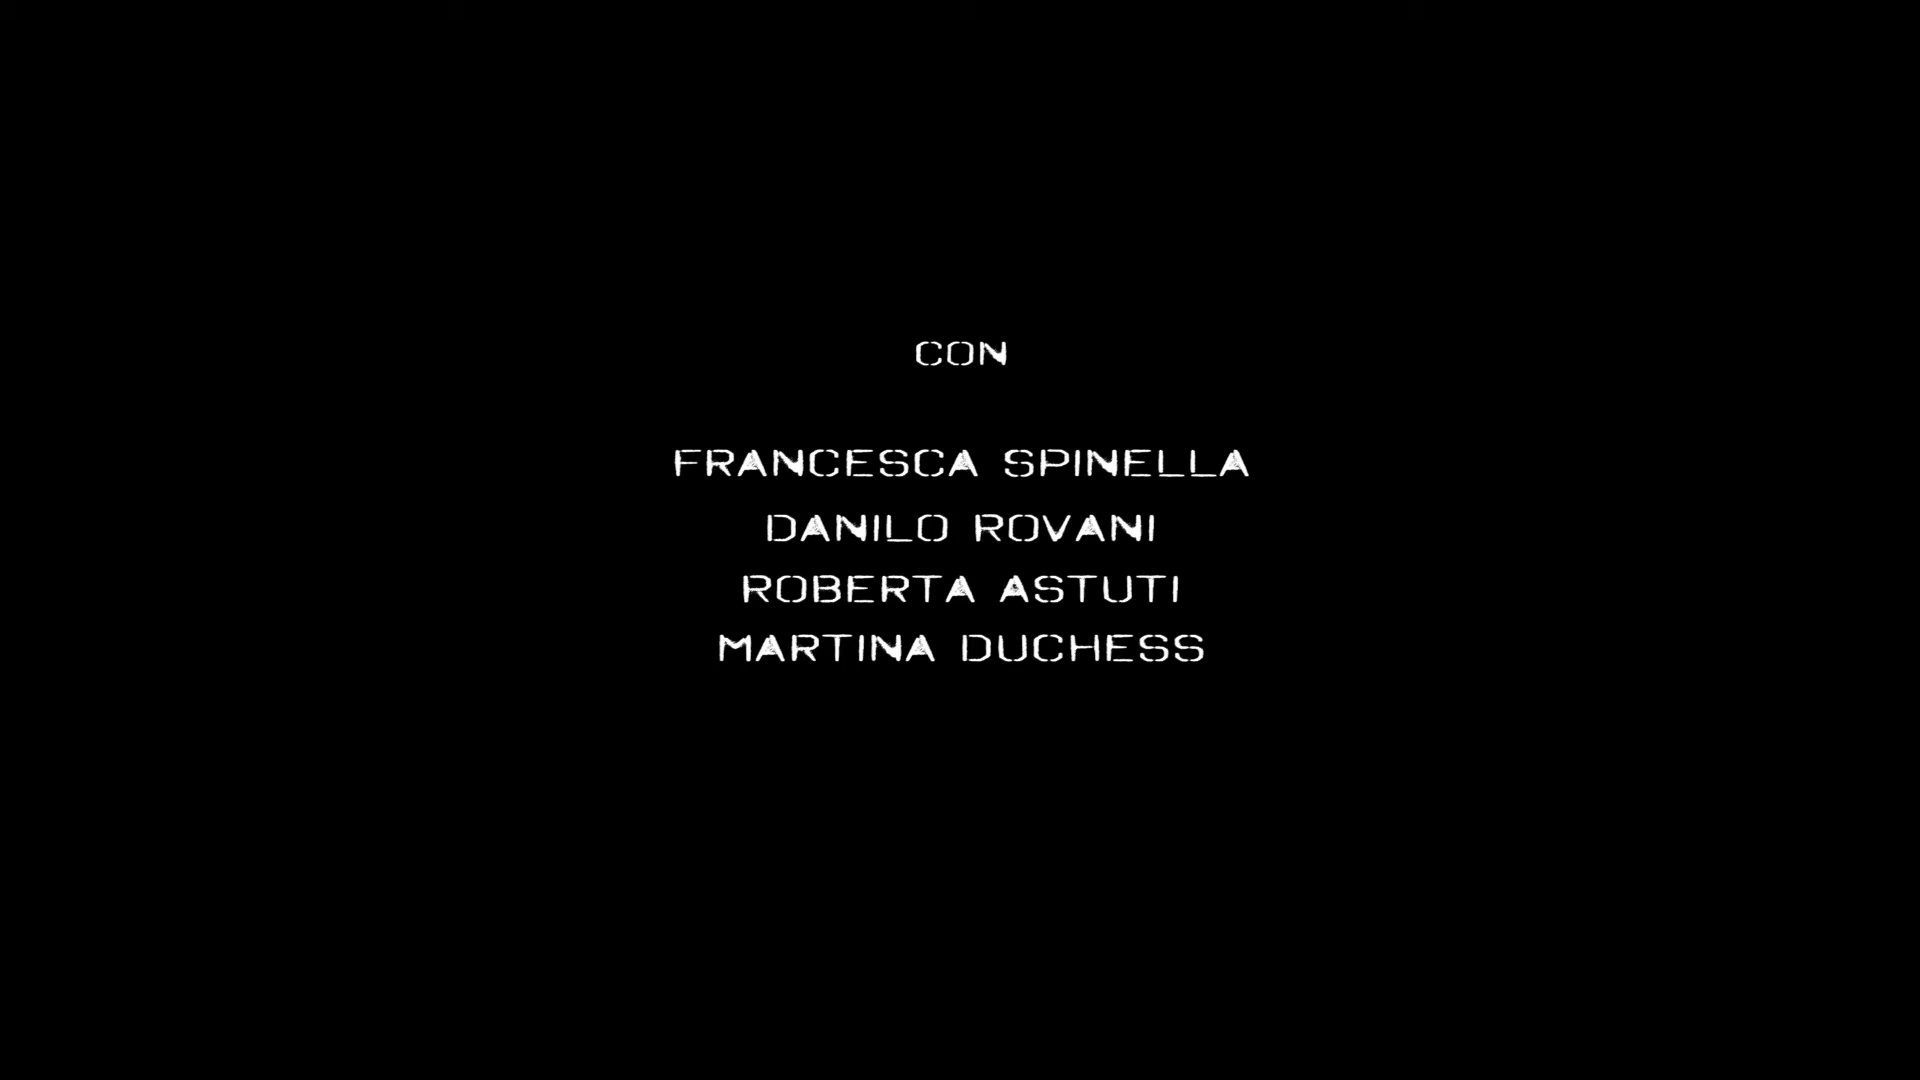 CON
FRANCESCA SPINELLA
DANILO ROVANI
ROBERTA ASTUTI
MARTINA DUCHESS